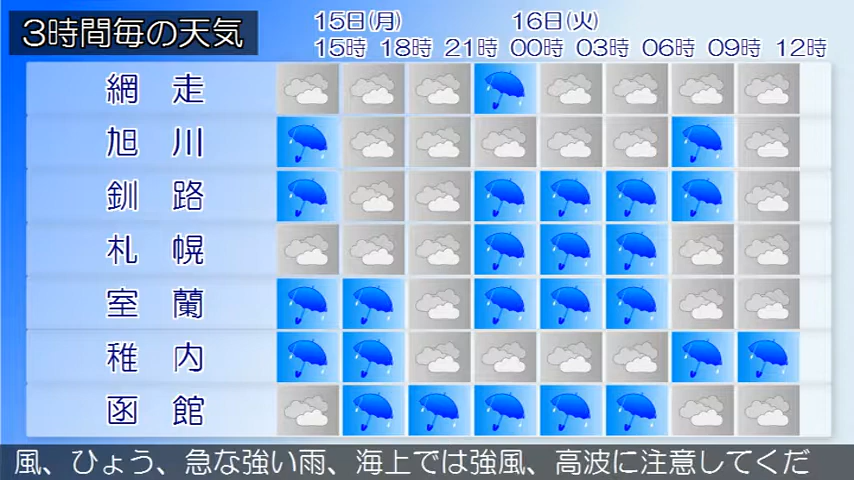 3時間毎の天気
15日(月) 16日(火)
15時 18時 21時 00時 03時 06時 09時 12時
網走
旭川
釧路
札幌
室蘭
稚内
函館
風、ひょう、急な強い雨、海上では強風、高波に注意してくだ